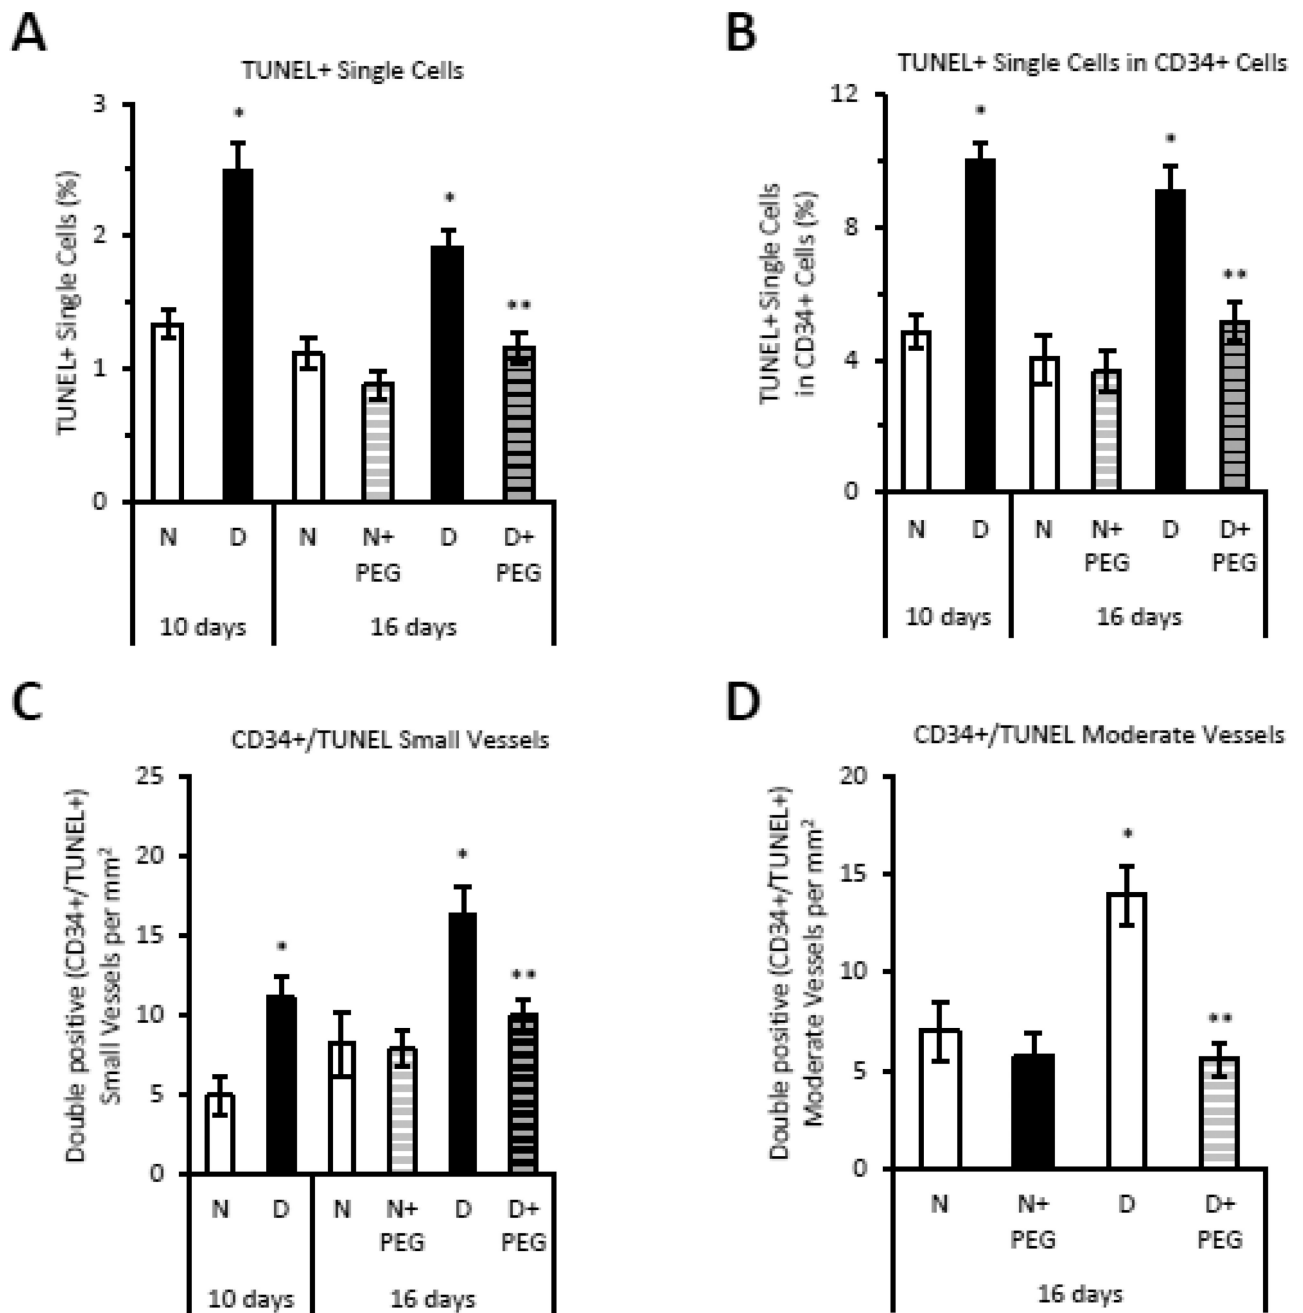 A
TUNEL+ Single Cells
TUNEL+ Single Cells (%)
3
2
1
0
*
*
**
N
D
N
N+
PEG
D
D+
PEG
10 days
16 days
B
TUNEL+ Single Cells in CD34+ Cells
TUNEL+ Single Cells
in CD34+ Cells (%)
12
8
4
0
*
*
**
N
D
N
N+
PEG
D
D+
PEG
10 days
16 days
C
CD34+/TUNEL Small Vessels
Double positive (CD34+/TUNEL+)
Small Vessels per mm²
25
20
15
10
5
0
*
*
**
N
D
N
N+
PEG
D
D+
PEG
10 days
16 days
D
CD34+/TUNEL Moderate Vessels
Double positive (CD34+/TUNEL+)
Moderate Vessels per mm²
20
15
10
5
0
*
**
N
N+
PEG
D
D+
PEG
16 days